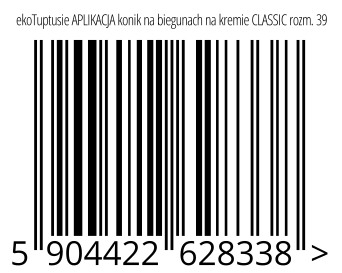 ekoTuptusie APLIKACJA konik na biegunach na kremie CLASSIC rozm. 39
5 904422 628338 >